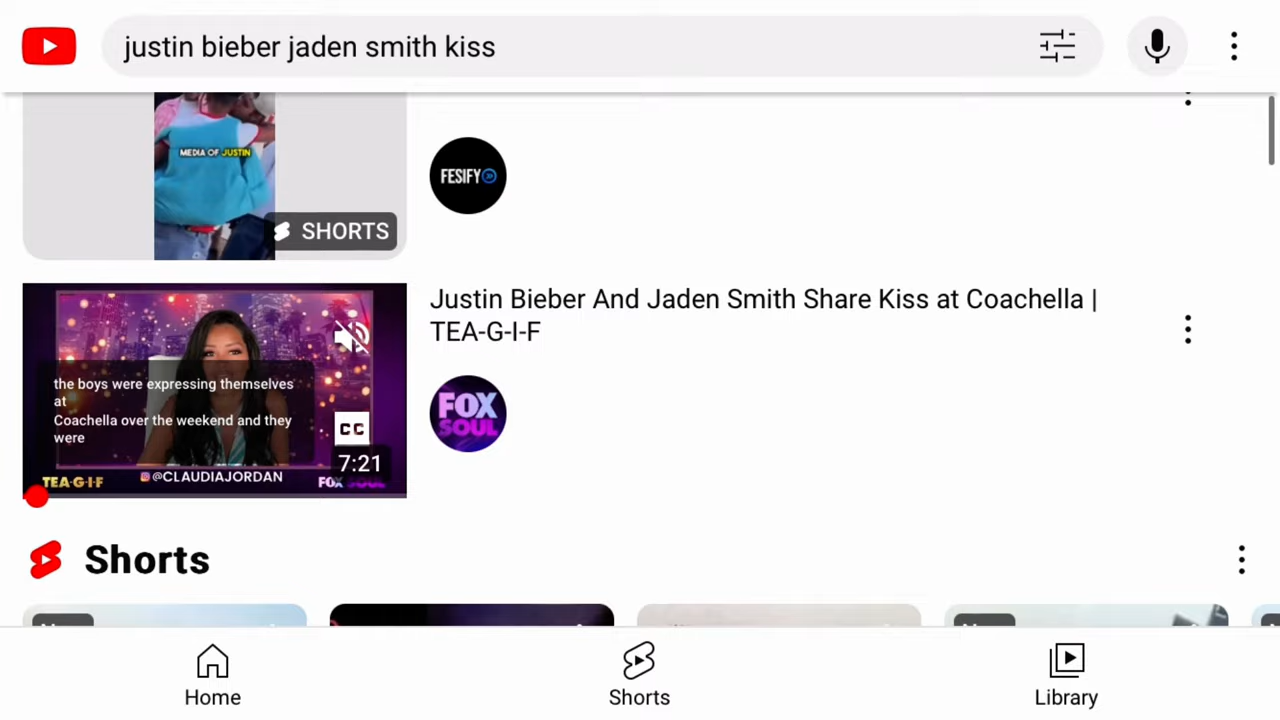 justin bieber jaden smith kiss
MEDIA OF JUSTIN
SHORTS
FESIFY
Justin Bieber And Jaden Smith Share Kiss at Coachella |
TEA-G-I-F
the boys were expressing themselves
at
Coachella over the weekend and they
were
CC
7:21
TEA-G-I-F
@CLAUDIAJORDAN
FOX SOUL
FOX
SOUL
Shorts
Home
Shorts
Library